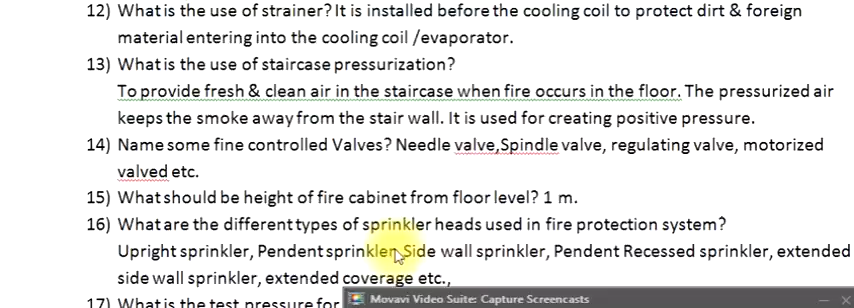 12) What is the use of strainer? It is installed before the cooling coil to protect dirt & foreign
material entering into the cooling coil /evaporator.
13) What is the use of staircase pressurization?
To provide fresh & clean air in the staircase when fire occurs in the floor. The pressurized air
keeps the smoke away from the stair wall. It is used for creating positive pressure.
14) Name some fine controlled Valves? Needle valve,Spindle valve, regulating valve, motorized
valved etc.
15) What should be height of fire cabinet from floor level? 1 m.
16) What are the different types of sprinkler heads used in fire protection system?
Upright sprinkler, Pendent sprinkler, Side wall sprinkler, Pendent Recessed sprinkler, extended
side wall sprinkler, extended coverage etc.,
17) What is the test pressure for
Movavi Video Suite: Capture Screencasts